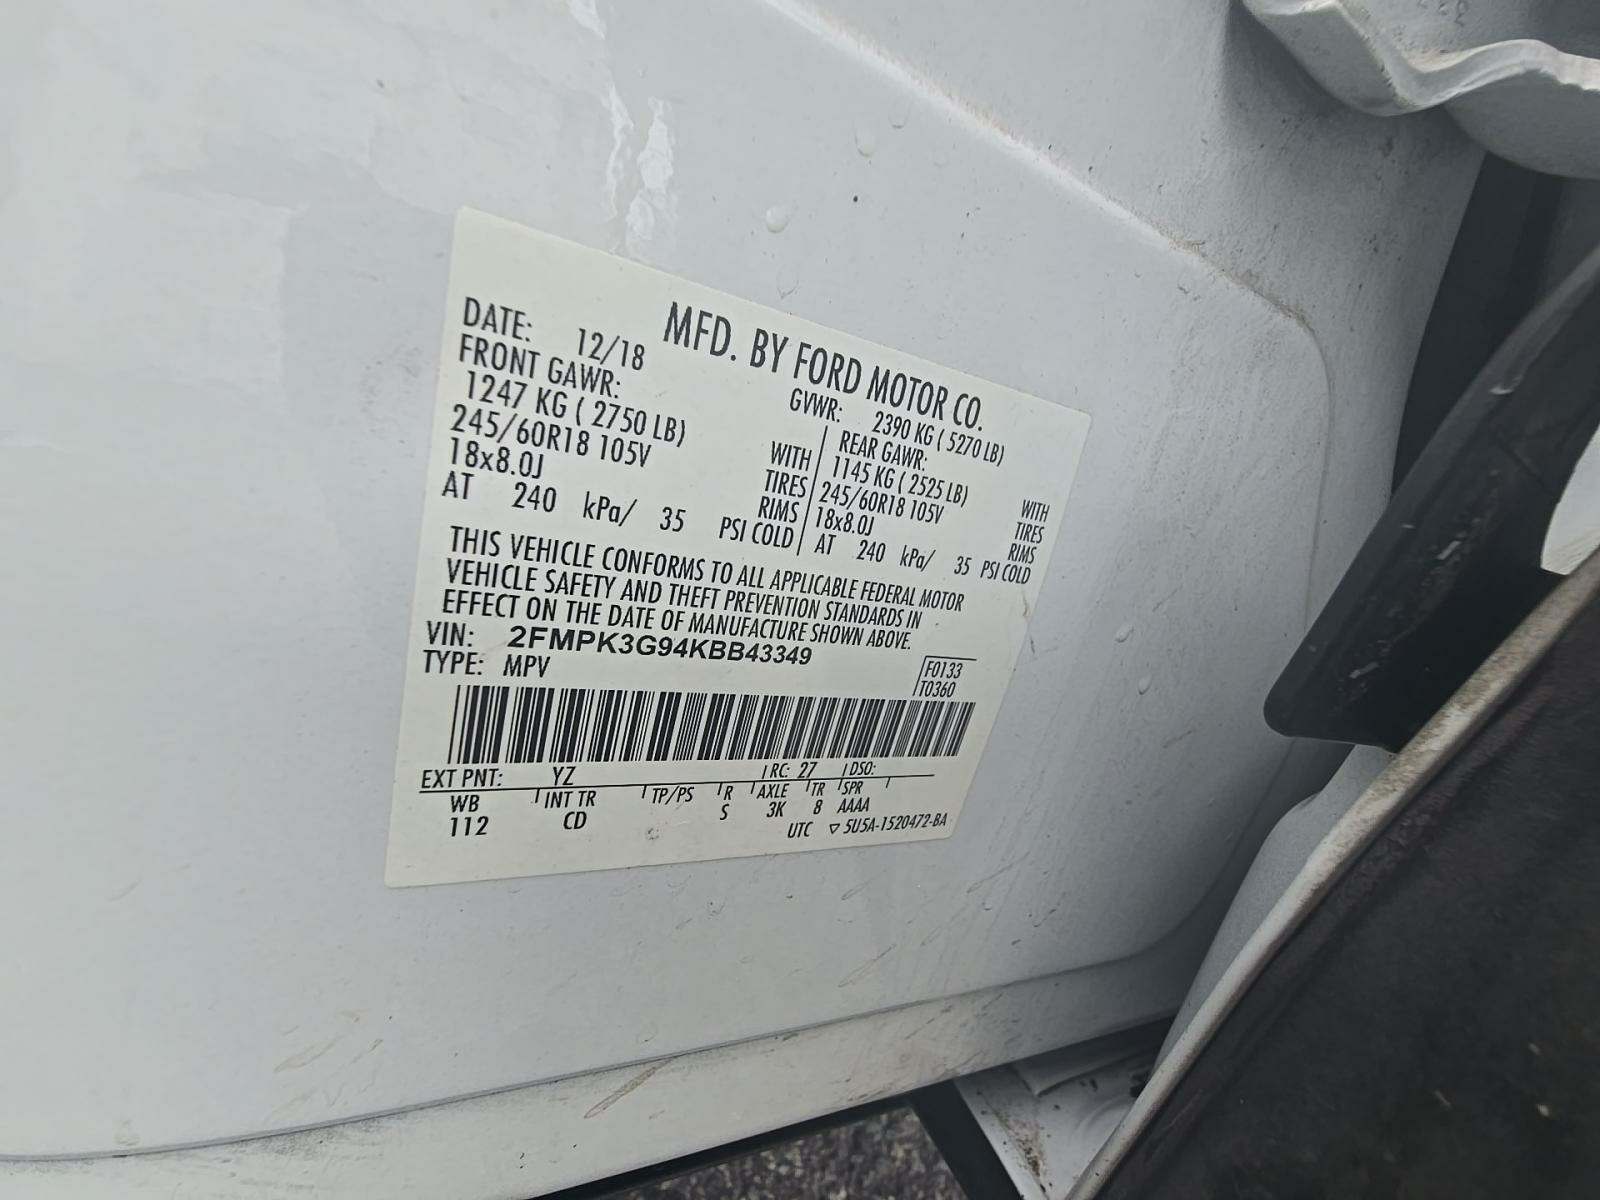 MFD. BY FORD MOTOR CO.
DATE: 12/18 GVWR: 2390 KG ( 5270 LB)
FRONT GAWR: REAR GAWR:
1247 KG ( 2750 LB) WITH 1145 KG ( 2525 LB) WITH
245/60R18 105V TIRES 245/60R18 105V TIRES
18x8.0J RIMS 18x8.0J RIMS
AT 240 kPa/ 35 PSI COLD AT 240 kPa/ 35 PSI COLD
THIS VEHICLE CONFORMS TO ALL APPLICABLE FEDERAL MOTOR
VEHICLE SAFETY AND THEFT PREVENTION STANDARDS IN
EFFECT ON THE DATE OF MANUFACTURE SHOWN ABOVE.
VIN: 2FMPK3G94KBB43349
TYPE: MPV
F0133
T0360
EXT PNT: YZ RC: 27 DSO:
WB INT TR TP/PS R AXLE TR SPR
112 CD S 3K 8 AAAA
UTC ▽ 5U5A-1520472-BA